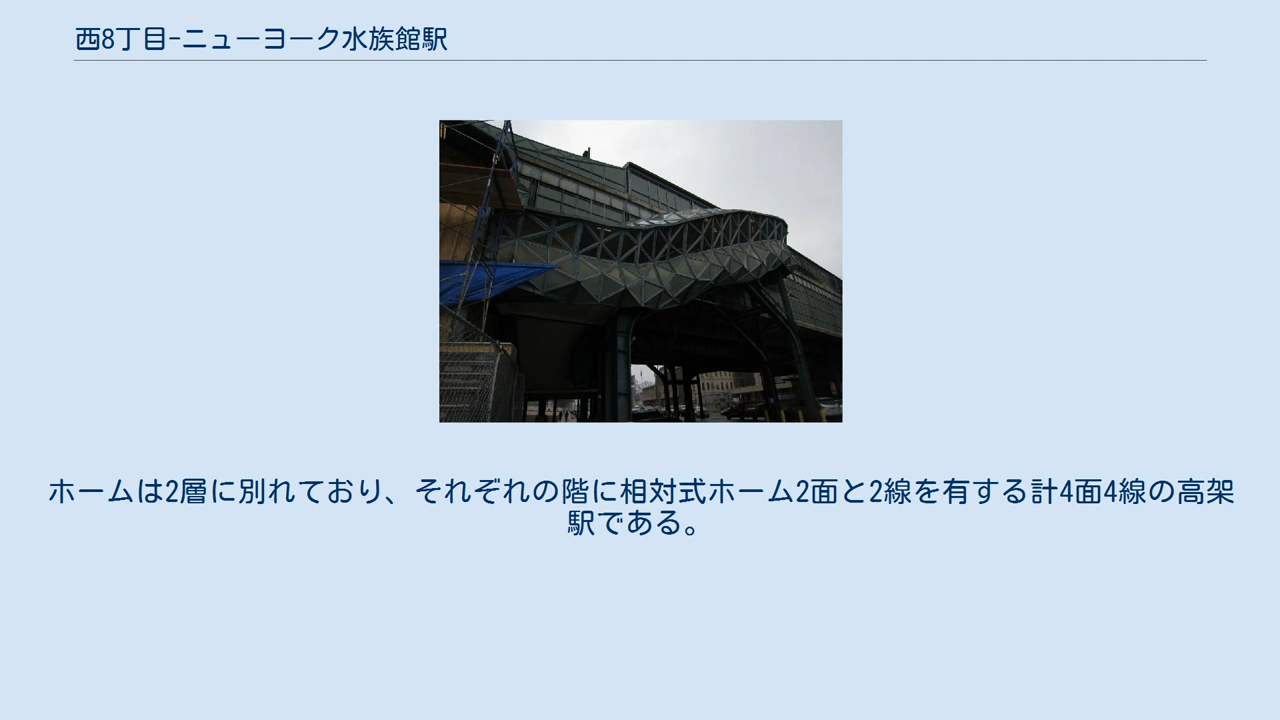 西8丁目-ニューヨーク水族館駅
ホームは2層に別れており、それぞれの階に相対式ホーム2面と2線を有する計4面4線の高架
駅である。